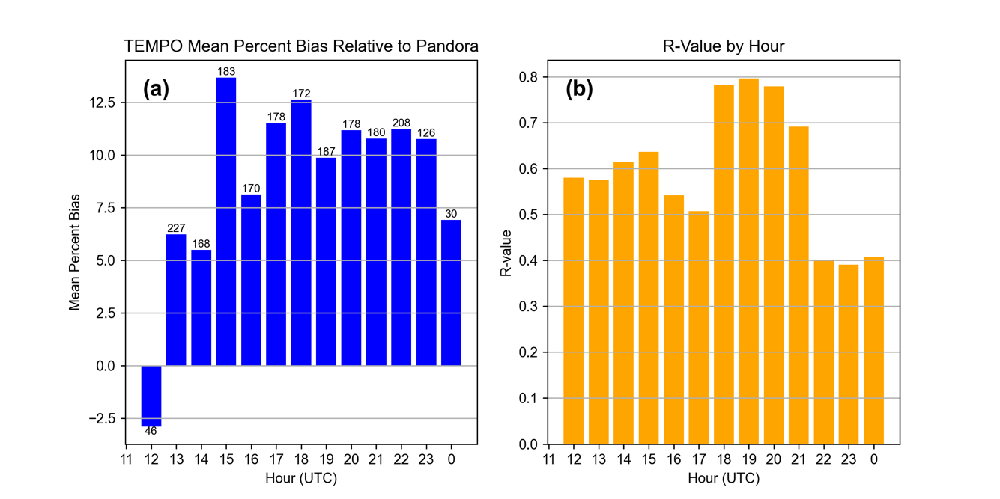 TEMPO Mean Percent Bias Relative to Pandora
(a)
Mean Percent Bias
12.5
10.0
7.5
5.0
2.5
0.0
−2.5
46
227
168
183
170
178
172
187
178
180
208
126
30
11 12 13 14 15 16 17 18 19 20 21 22 23 0
Hour (UTC)
R-Value by Hour
(b)
R-value
0.8
0.7
0.6
0.5
0.4
0.3
0.2
0.1
0.0
11 12 13 14 15 16 17 18 19 20 21 22 23 0
Hour (UTC)